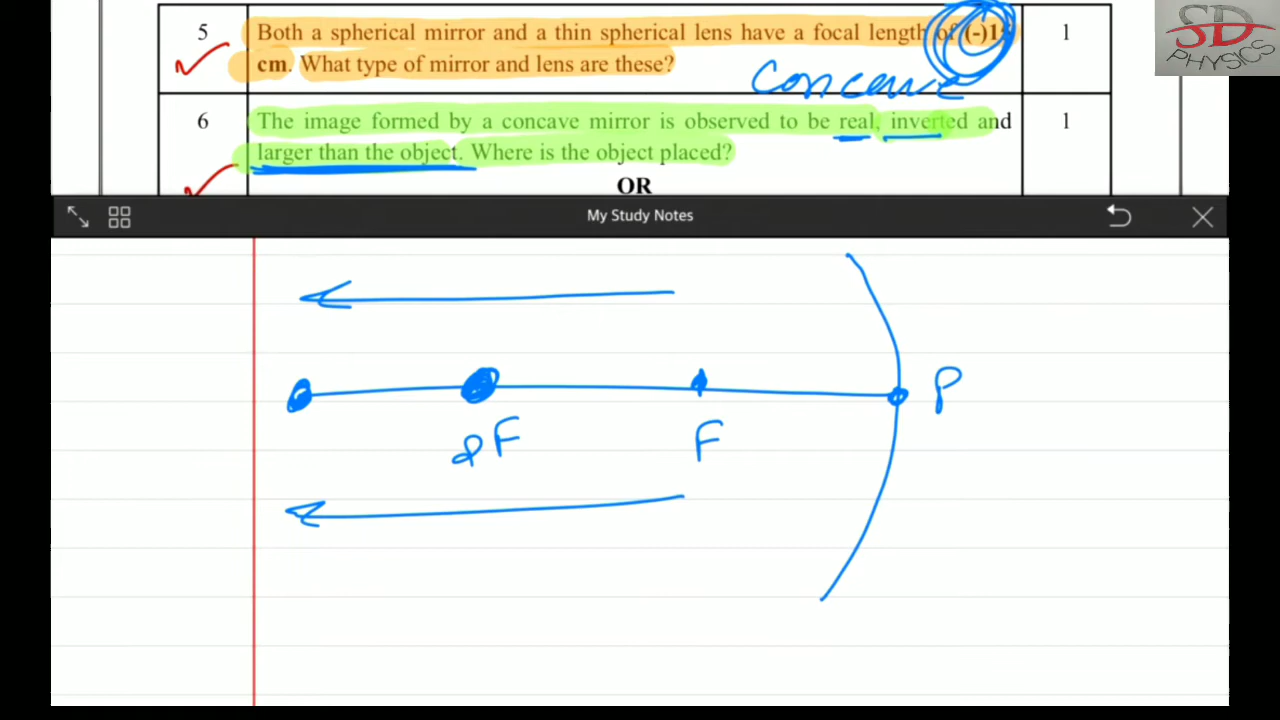 5 Both a spherical mirror and a thin spherical lens have a focal length of (-)1 1
cm. What type of mirror and lens are these?
concave
6 The image formed by a concave mirror is observed to be real, inverted and 1
larger than the object. Where is the object placed?
OR
My Study Notes
P
2F F
SD
PHYSICS